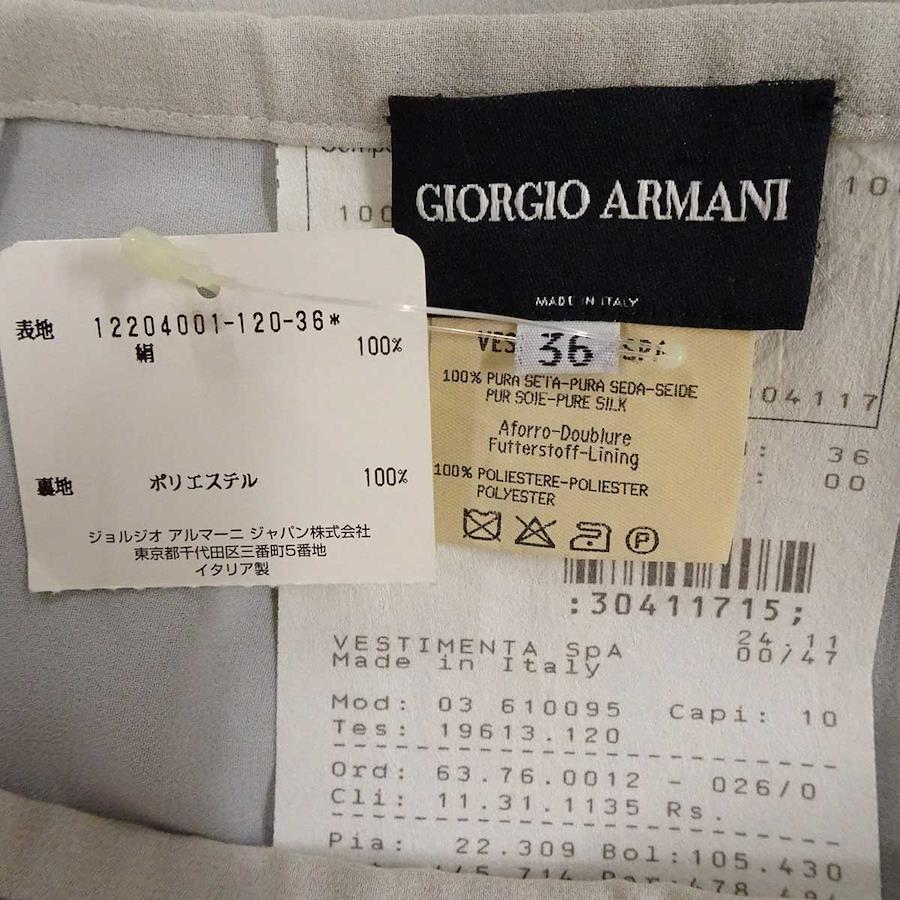 GIORGIO ARMANI
MADE IN ITALY
36
表地 12204001-120-36*
絹 100%
裏地 ポリエステル 100%
ジョルジオ アルマーニ ジャパン株式会社
東京都千代田区三番町5番地
イタリア製
100% PURA SETA-PURA SEDA-SEIDE
PUR SOIE-PURE SILK
Aforro-Doublure
Futterstoff-Lining
100% POLIESTERE-POLIESTER
POLYESTER
P
04117
: 36
: 00
:30411715;
VESTIMENTA SpA 24.11
Made in Italy 00/47
Mod: 03 610095 Capi: 10
Tes: 19613.120
Ord: 63.76.0012 - 026/0
Cli: 11.31.1135 Rs.
Pia: 22.309 Bol:105.430